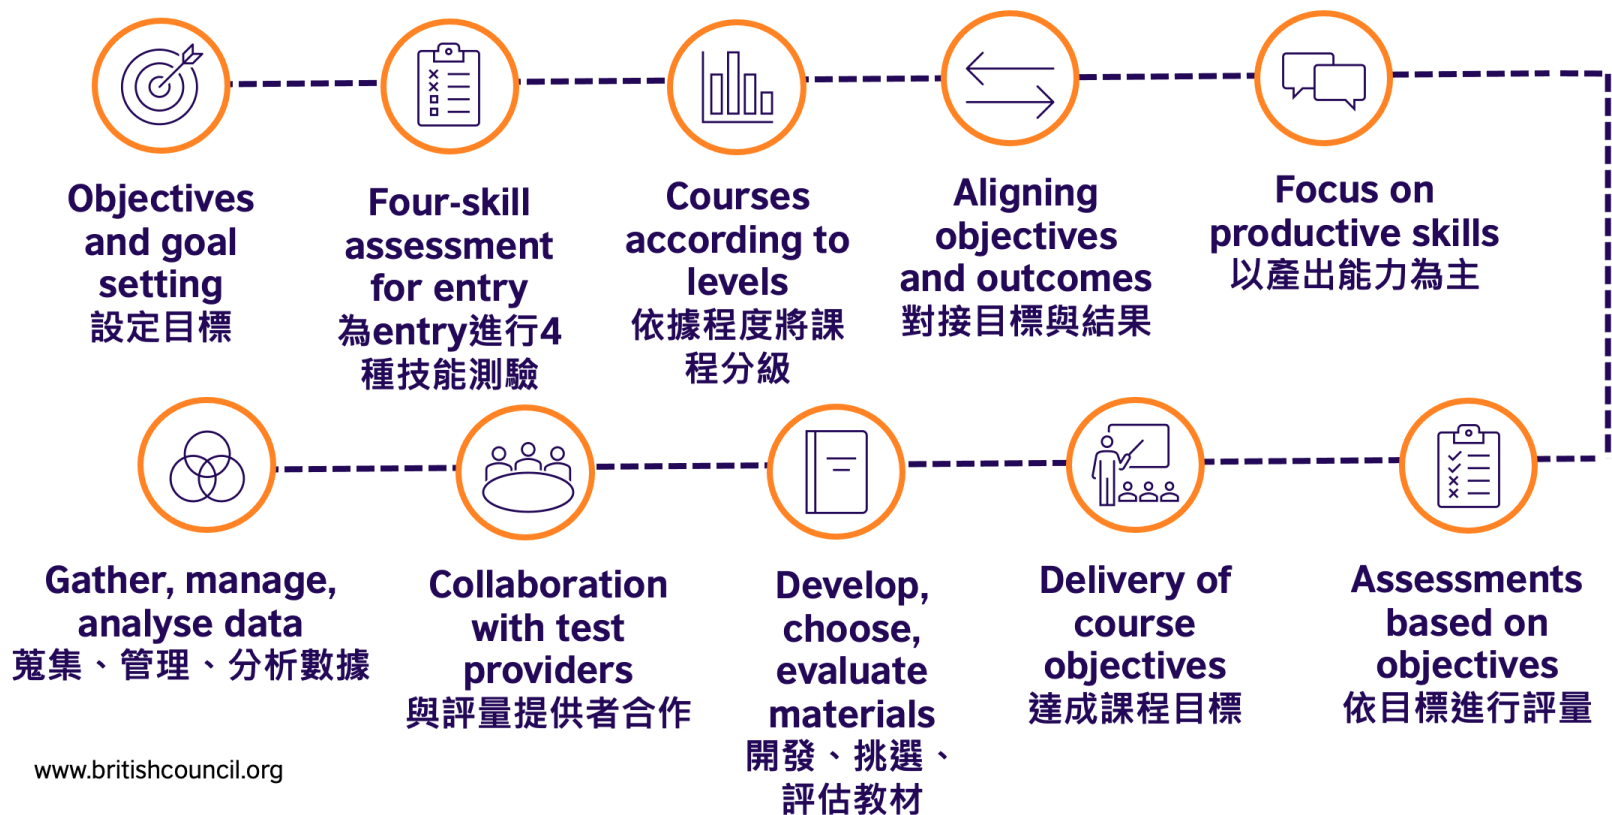 Objectives
and goal
setting
設定目標
Four-skill
assessment
for entry
為entry進行4
種技能測驗
Courses
according to
levels
依據程度將課
程分級
Aligning
objectives
and outcomes
對接目標與結果
Focus on
productive skills
以產出能力為主
Gather, manage,
analyse data
蒐集、管理、分析數據
Collaboration
with test
providers
與評量提供者合作
Develop,
choose,
evaluate
materials
開發、挑選、
評估教材
Delivery of
course
objectives
達成課程目標
Assessments
based on
objectives
依目標進行評量
www.britishcouncil.org